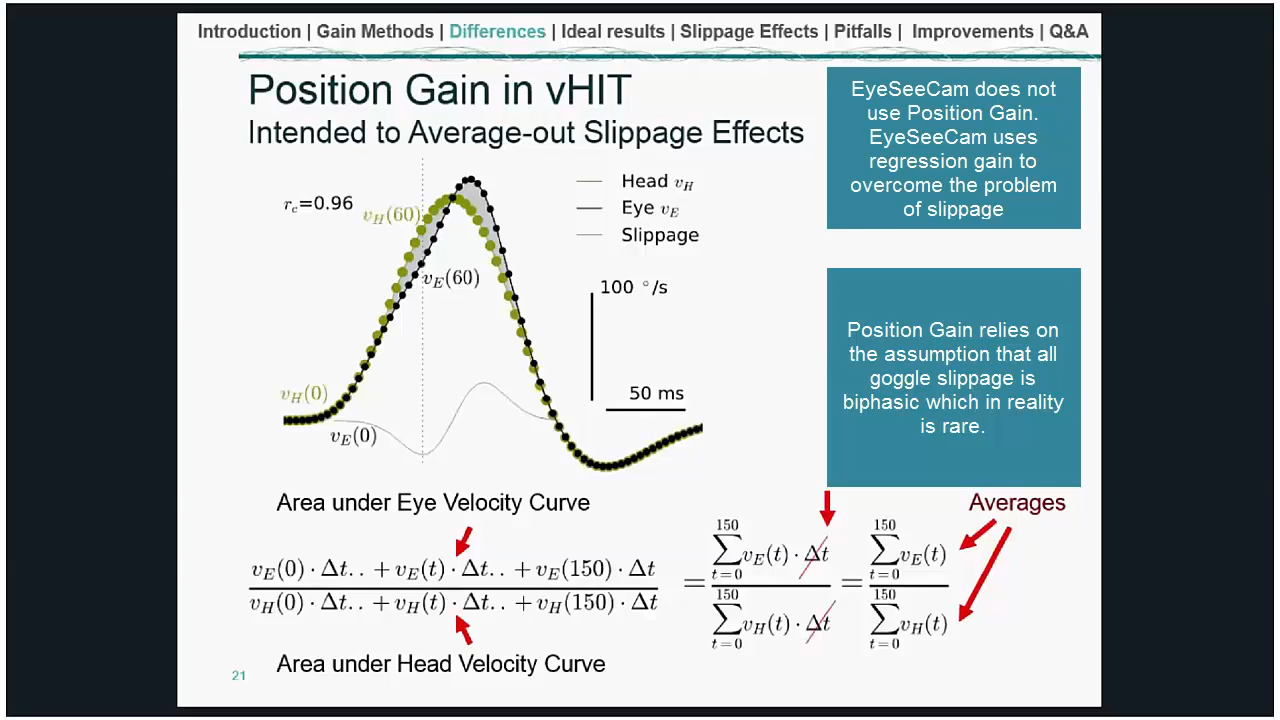 Introduction | Gain Methods | Differences | Ideal results | Slippage Effects | Pitfalls | Improvements | Q&A
Position Gain in vHIT
Intended to Average-out Slippage Effects
EyeSeeCam does not
use Position Gain.
EyeSeeCam uses
regression gain to
overcome the problem
of slippage
r_c=0.96
v_H(60)
v_E(60)
Head v_H
Eye v_E
Slippage
100 °/s
50 ms
v_H(0)
v_E(0)
Position Gain relies on
the assumption that all
goggle slippage is
biphasic which in reality
is rare.
Area under Eye Velocity Curve
Averages
v_E(0) · Δt. . + v_E(t) · Δt. . + v_E(150) · Δt
v_H(0) · Δt. . + v_H(t) · Δt. . + v_H(150) · Δt
=
150
∑ v_E(t) · Δt
t=0
150
∑ v_H(t) · Δt
t=0
=
150
∑ v_E(t)
t=0
150
∑ v_H(t)
t=0
Area under Head Velocity Curve
21